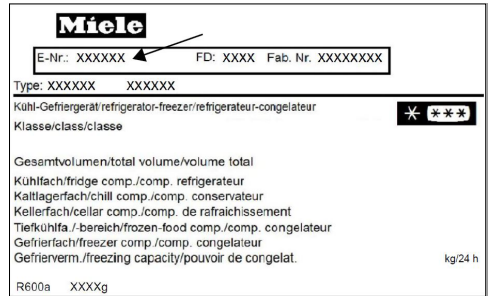 Miele
E-Nr.: XXXXXX FD: XXXX Fab. Nr. XXXXXXXX
Type: XXXXXX XXXXXX
Kühl-Gefriergerät/refrigerator-freezer/refrigerateur-congelateur
Klasse/class/classe
Gesamtvolumen/total volume/volume total
Kühlfach/fridge comp./comp. refrigerateur
Kaltlagerfach/chill comp./comp. conservateur
Kellerfach/cellar comp./comp. de rafraichissement
Tiefkühlfa./-bereich/frozen-food comp./comp. congelateur
Gefrierfach/freezer comp./comp. congelateur
Gefrierverm./freezing capacity/pouvoir de congelat. kg/24 h
R600a XXXXg